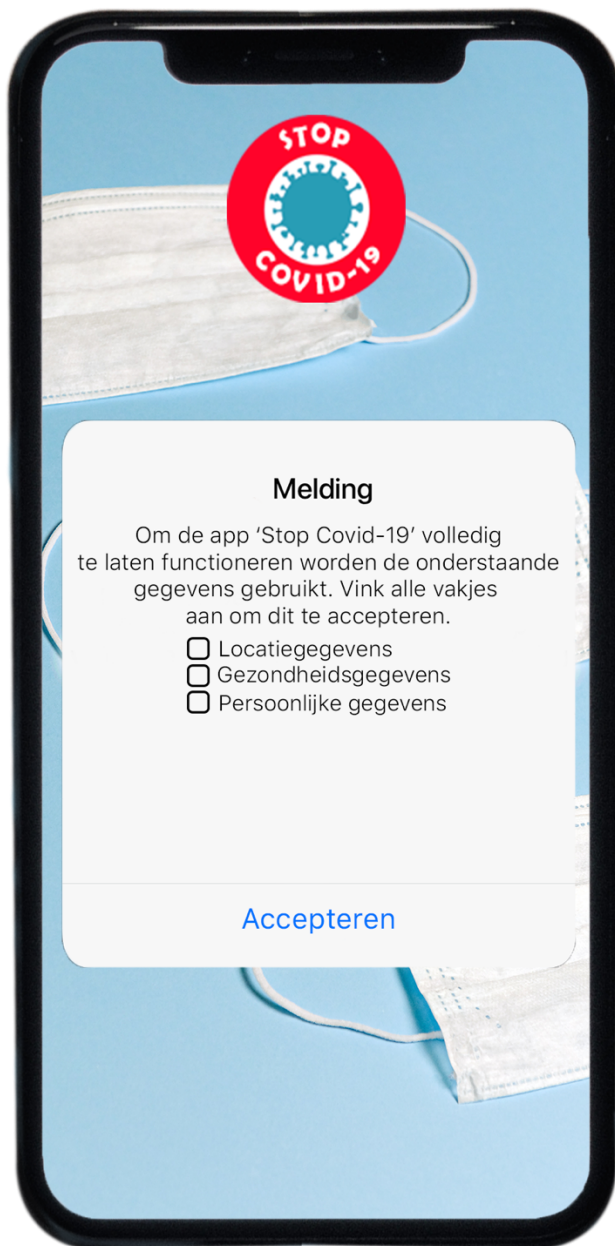 STOP
COVID-19
Melding
Om de app ‘Stop Covid-19’ volledig
te laten functioneren worden de onderstaande
gegevens gebruikt. Vink alle vakjes
aan om dit te accepteren.
Locatiegegevens
Gezondheidsgegevens
Persoonlijke gegevens
Accepteren